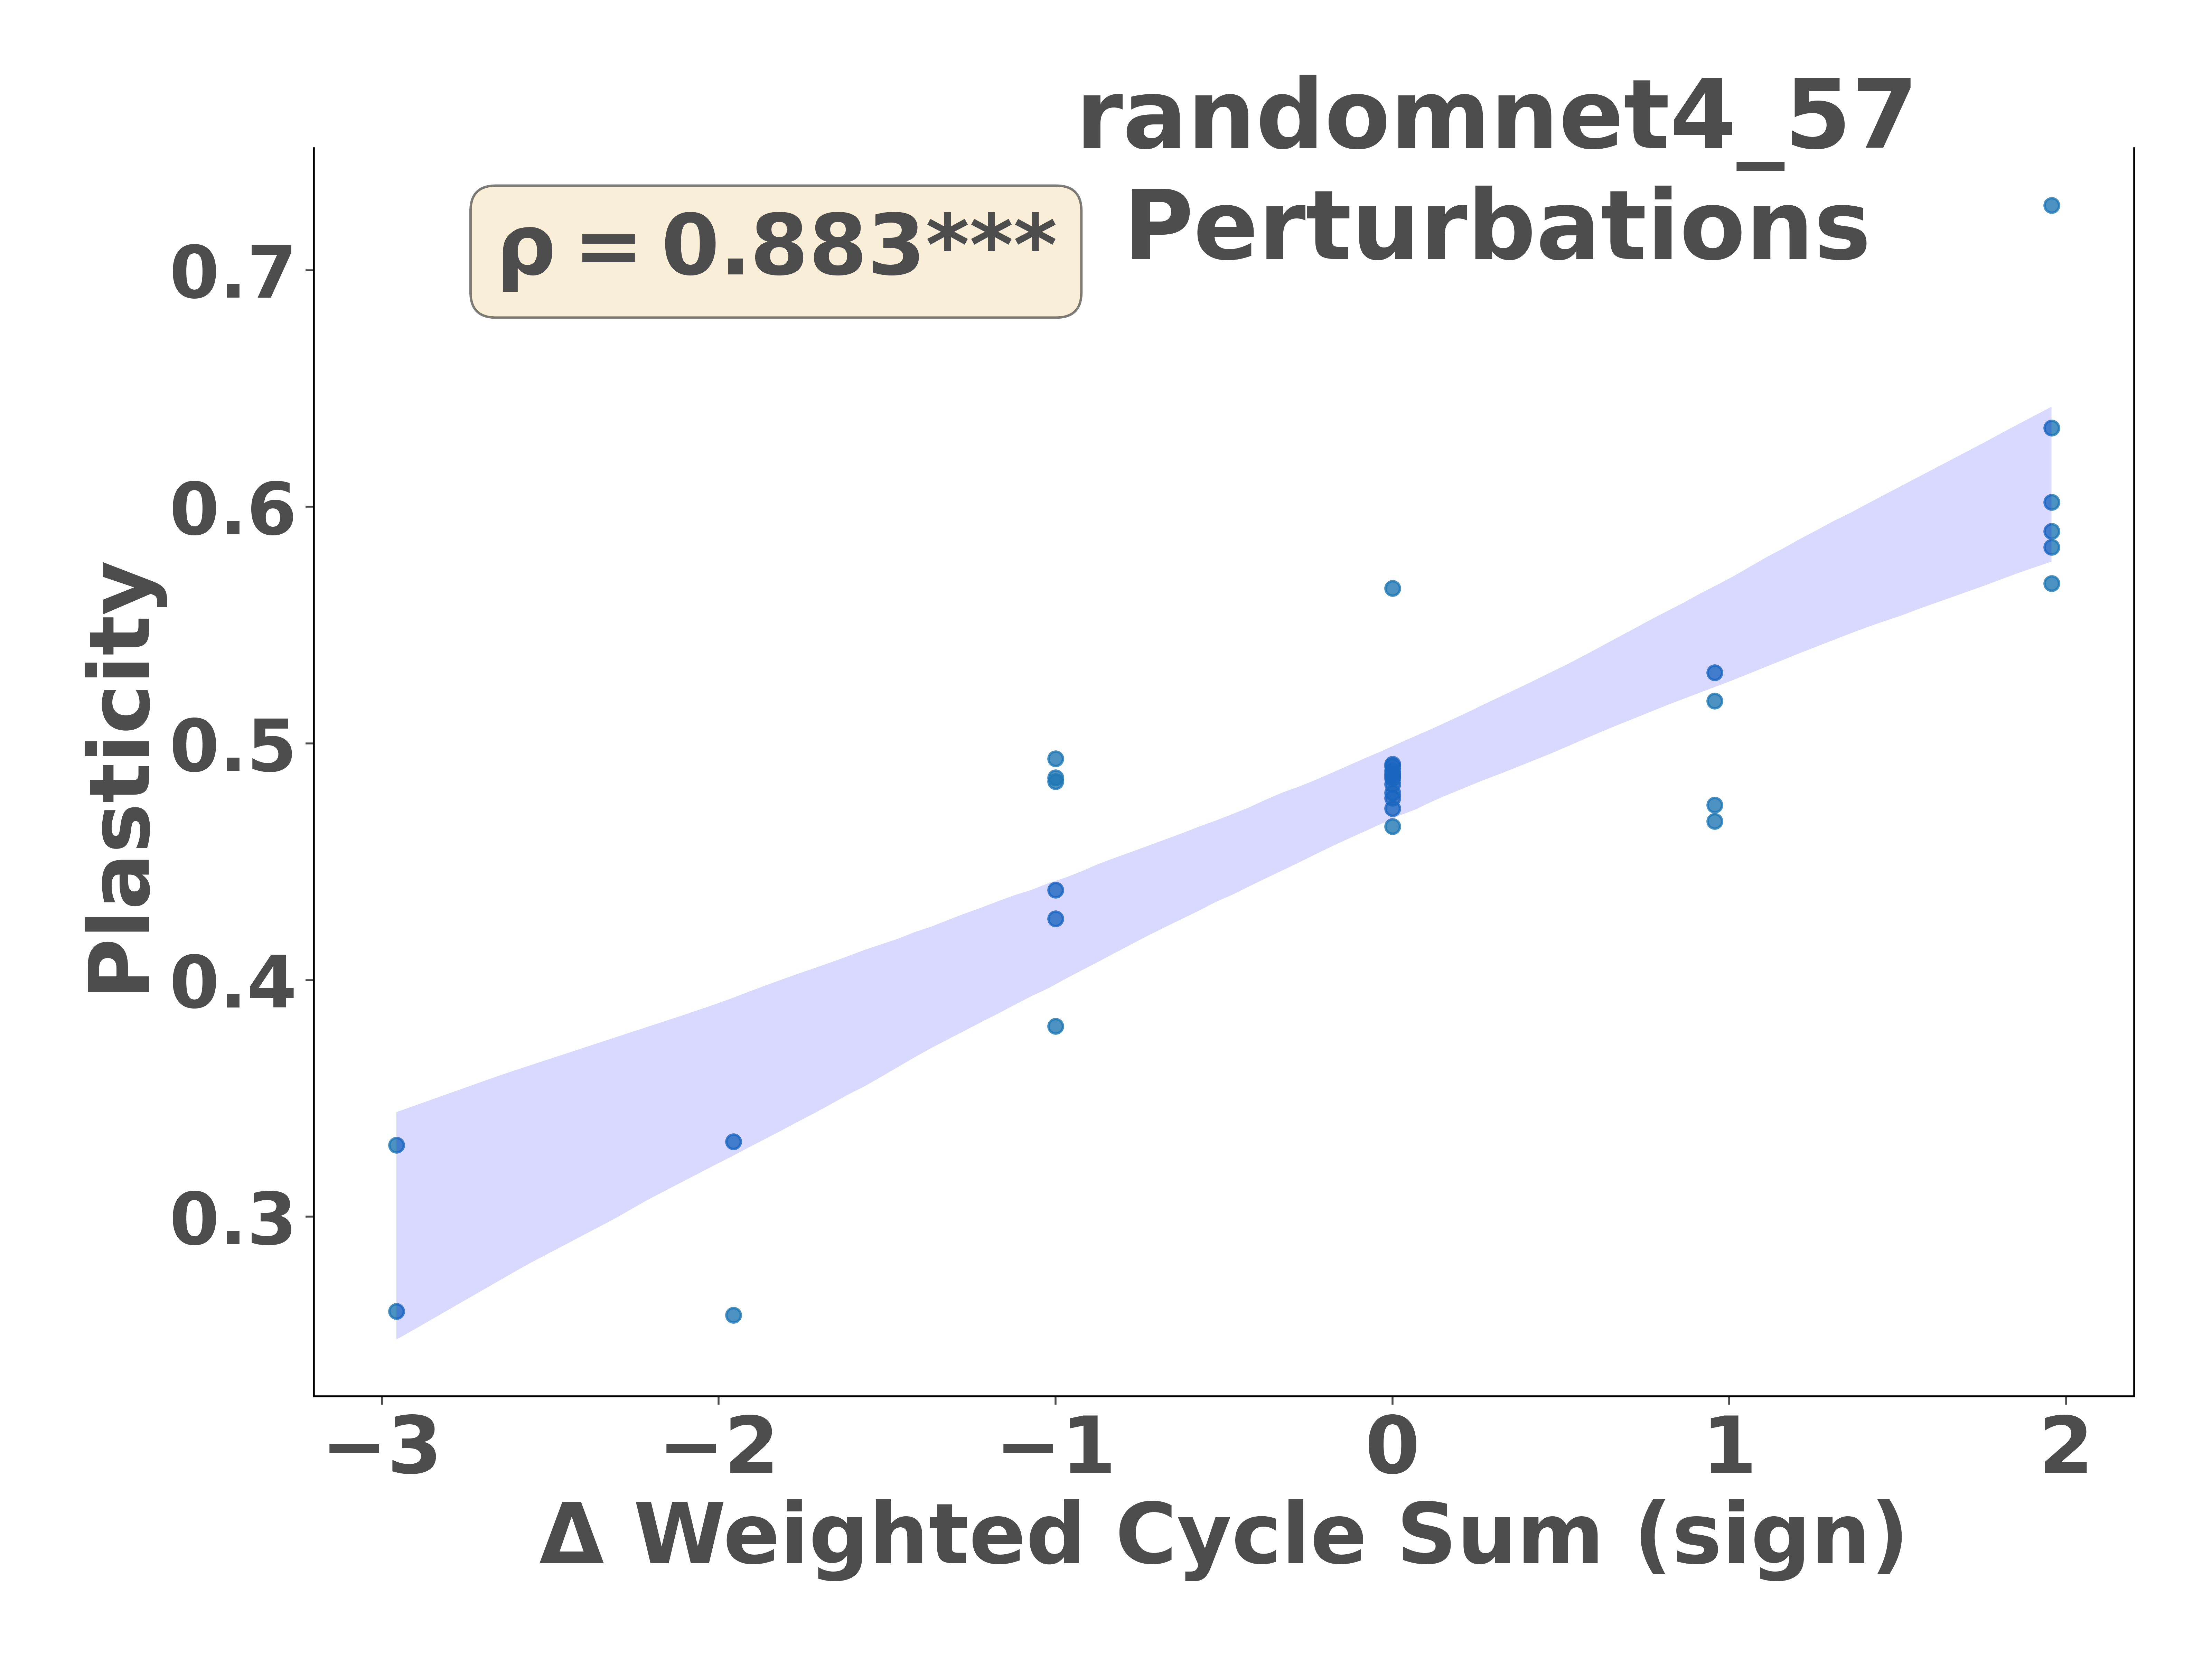 randomnet4_57
Perturbations
ρ = 0.883***
Plasticity
0.7
0.6
0.5
0.4
0.3
−3 −2 −1 0 1 2
Δ Weighted Cycle Sum (sign)